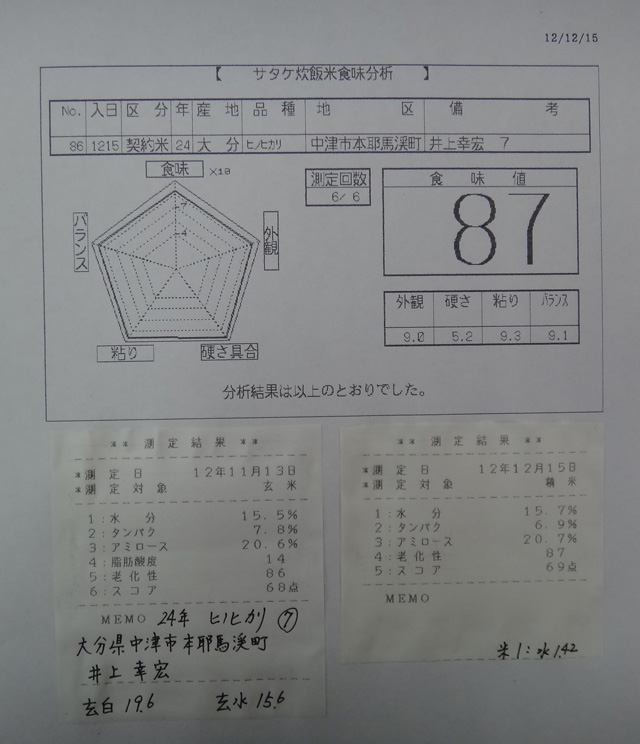 12/12/15
【 サタケ炊飯米食味分析 】
No. 入日 区分 年 産地 品種 地区 備考
86 1215 契約米 24 大分 ヒノヒカリ 中津市本耶馬渓町 井上幸宏 7
食味 ×10
測定回数
6/ 6
食味値
87
バランス
外観
7
4
粘り
硬さ具合
外観 硬さ 粘り バランス
9.0 5.2 9.3 9.1
分析結果は以上のとおりでした。
** 測定結果 **
*測定日 12年11月13日
*測定対象 玄米
1:水分 15.5%
2:タンパク 7.8%
3:アミロース 20.6%
4:脂肪酸度 14
5:老化性 86
6:スコア 68点
MEMO 24年 ヒノヒカリ ⑦
大分県中津市本耶馬渓町
井上幸宏
玄白 19.6 玄水 15.6
** 測定結果 **
*測定日 12年12月15日
*測定対象 精米
1:水分 15.7%
2:タンパク 6.9%
3:アミロース 20.7%
4:老化性 87
5:スコア 69点
MEMO
米1:水1.42